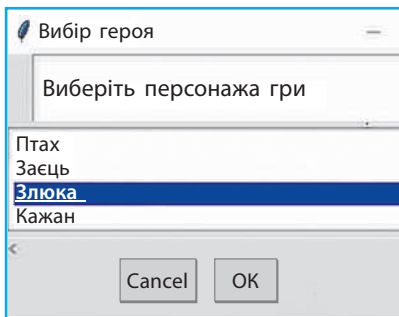 Вибір героя
Виберіть персонажа гри
Птах
Заєць
Злюка
Кажан
Cancel OK